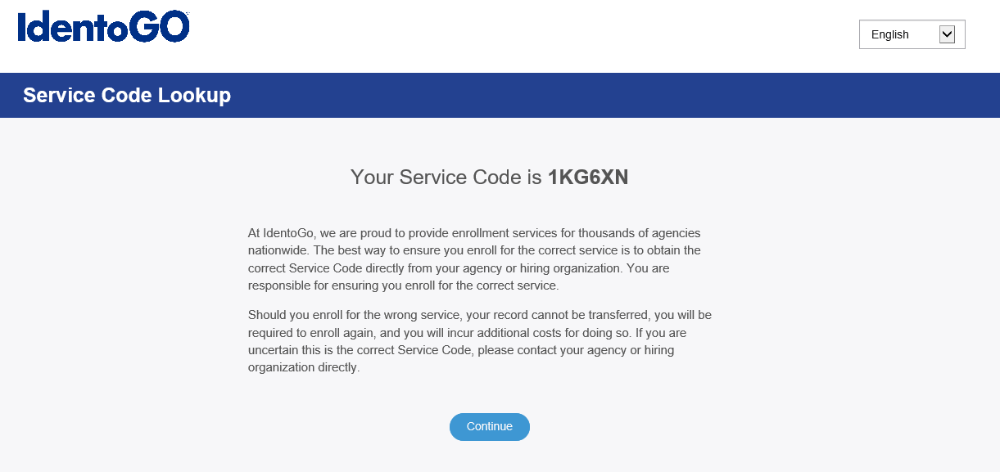 IdentoGO
English
Service Code Lookup
Your Service Code is 1KG6XN
At IdentoGo, we are proud to provide enrollment services for thousands of agencies
nationwide. The best way to ensure you enroll for the correct service is to obtain the
correct Service Code directly from your agency or hiring organization. You are
responsible for ensuring you enroll for the correct service.
Should you enroll for the wrong service, your record cannot be transferred, you will be
required to enroll again, and you will incur additional costs for doing so. If you are
uncertain this is the correct Service Code, please contact your agency or hiring
organization directly.
Continue